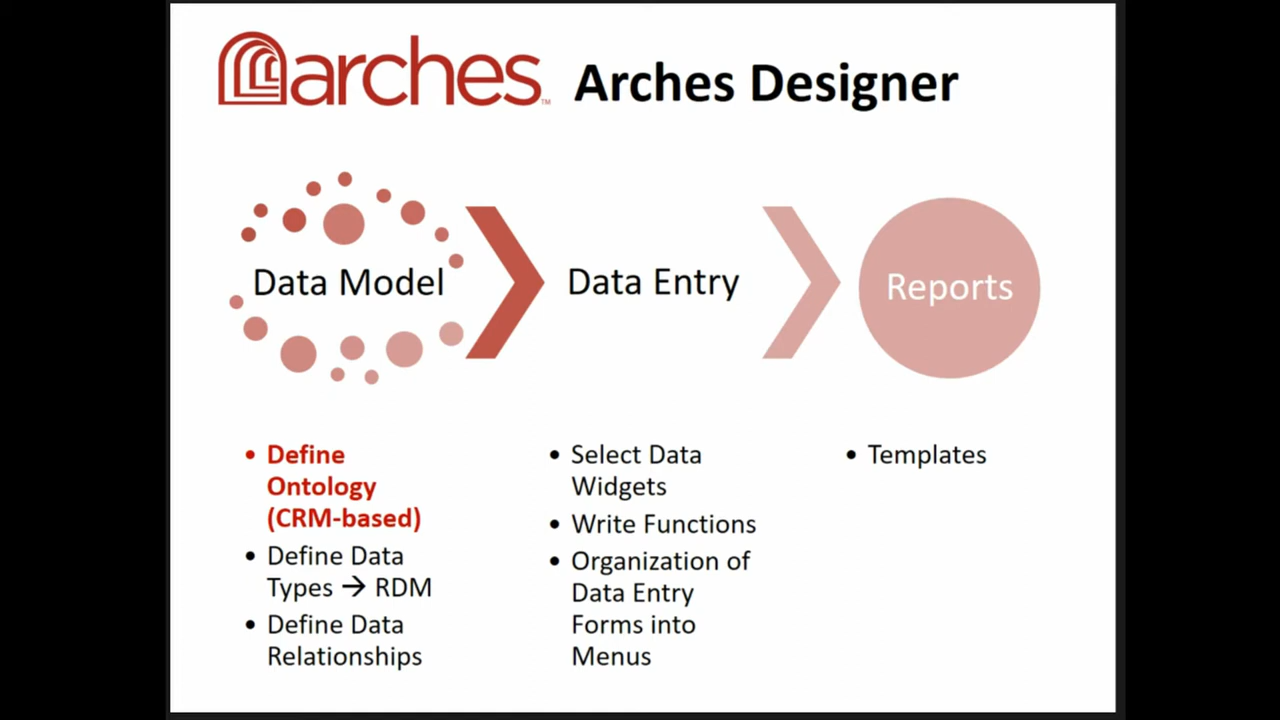 arches™ Arches Designer
Data Model
Data Entry
Reports
• Define
Ontology
(CRM-based)
• Define Data
Types → RDM
• Define Data
Relationships
• Select Data
Widgets
• Write Functions
• Organization of
Data Entry
Forms into
Menus
• Templates